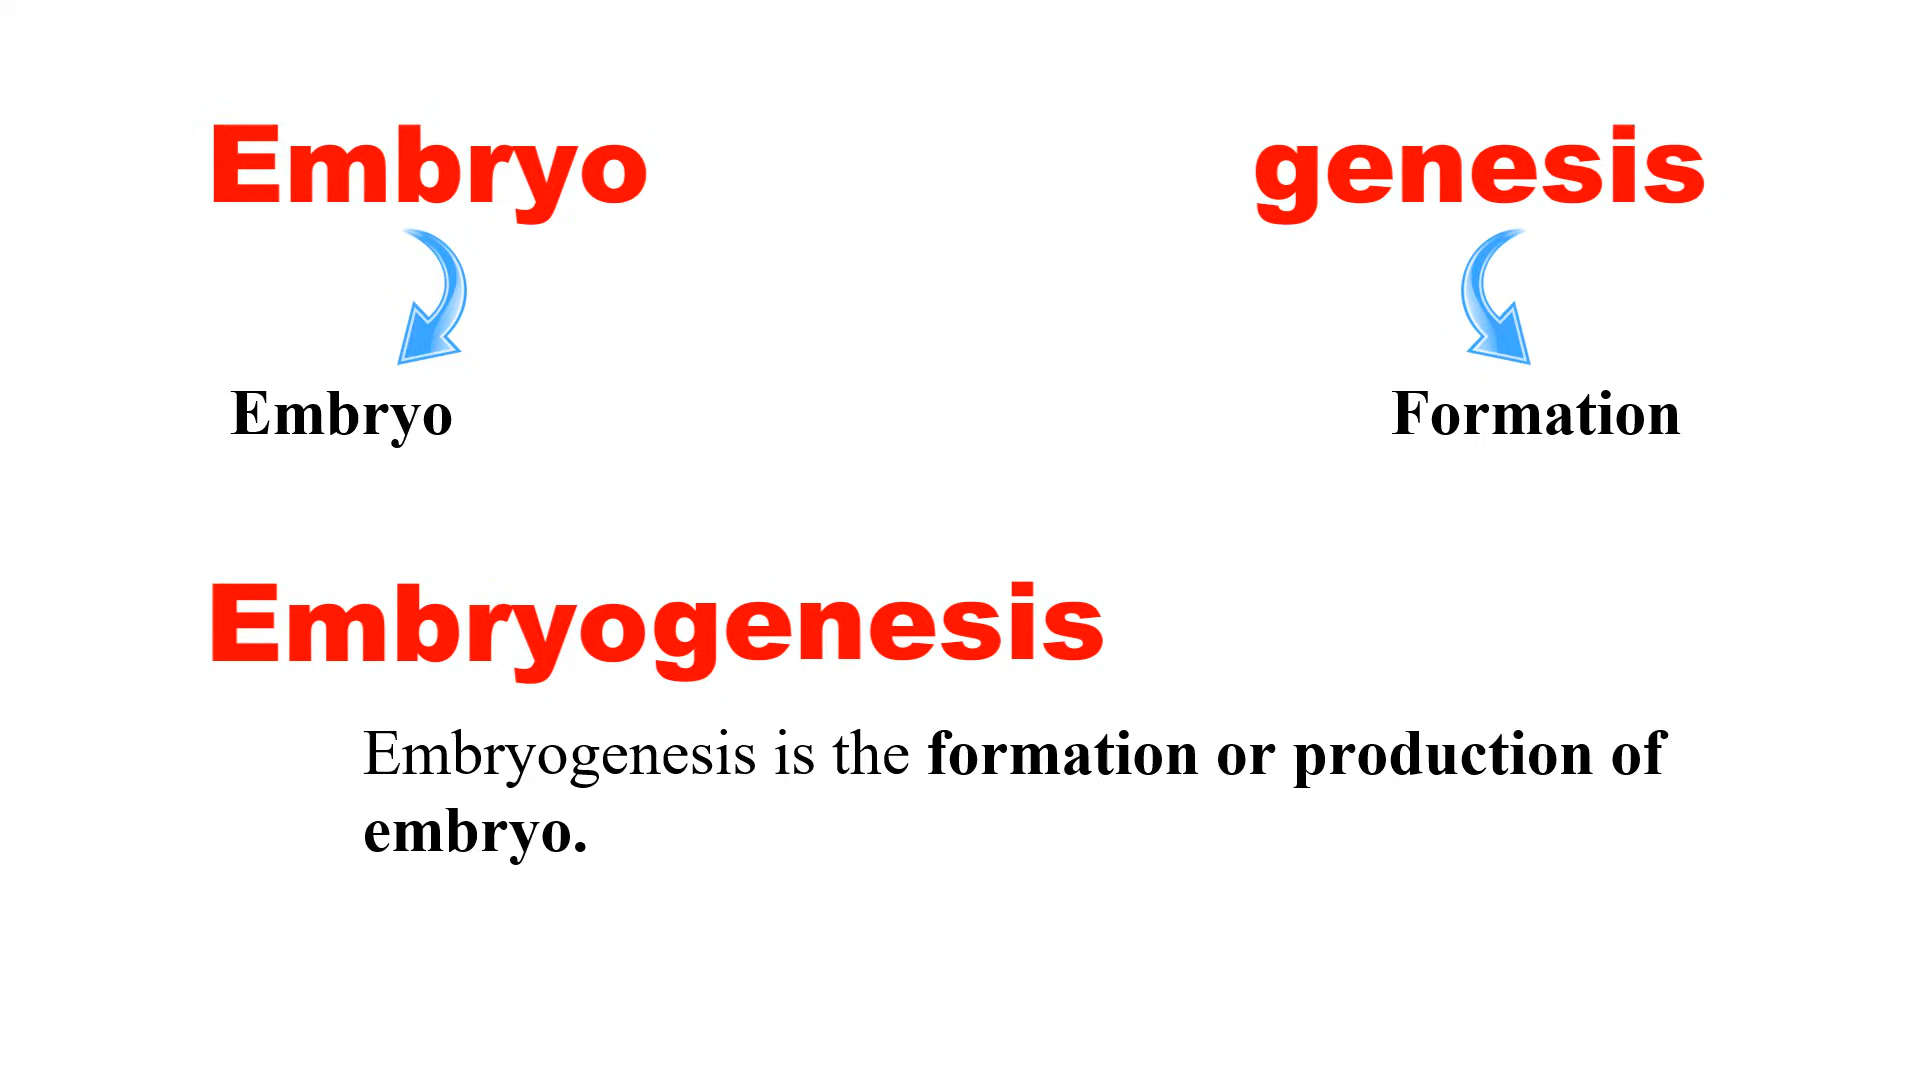 Embryo genesis
Embryo Formation
Embryogenesis
Embryogenesis is the formation or production of
embryo.